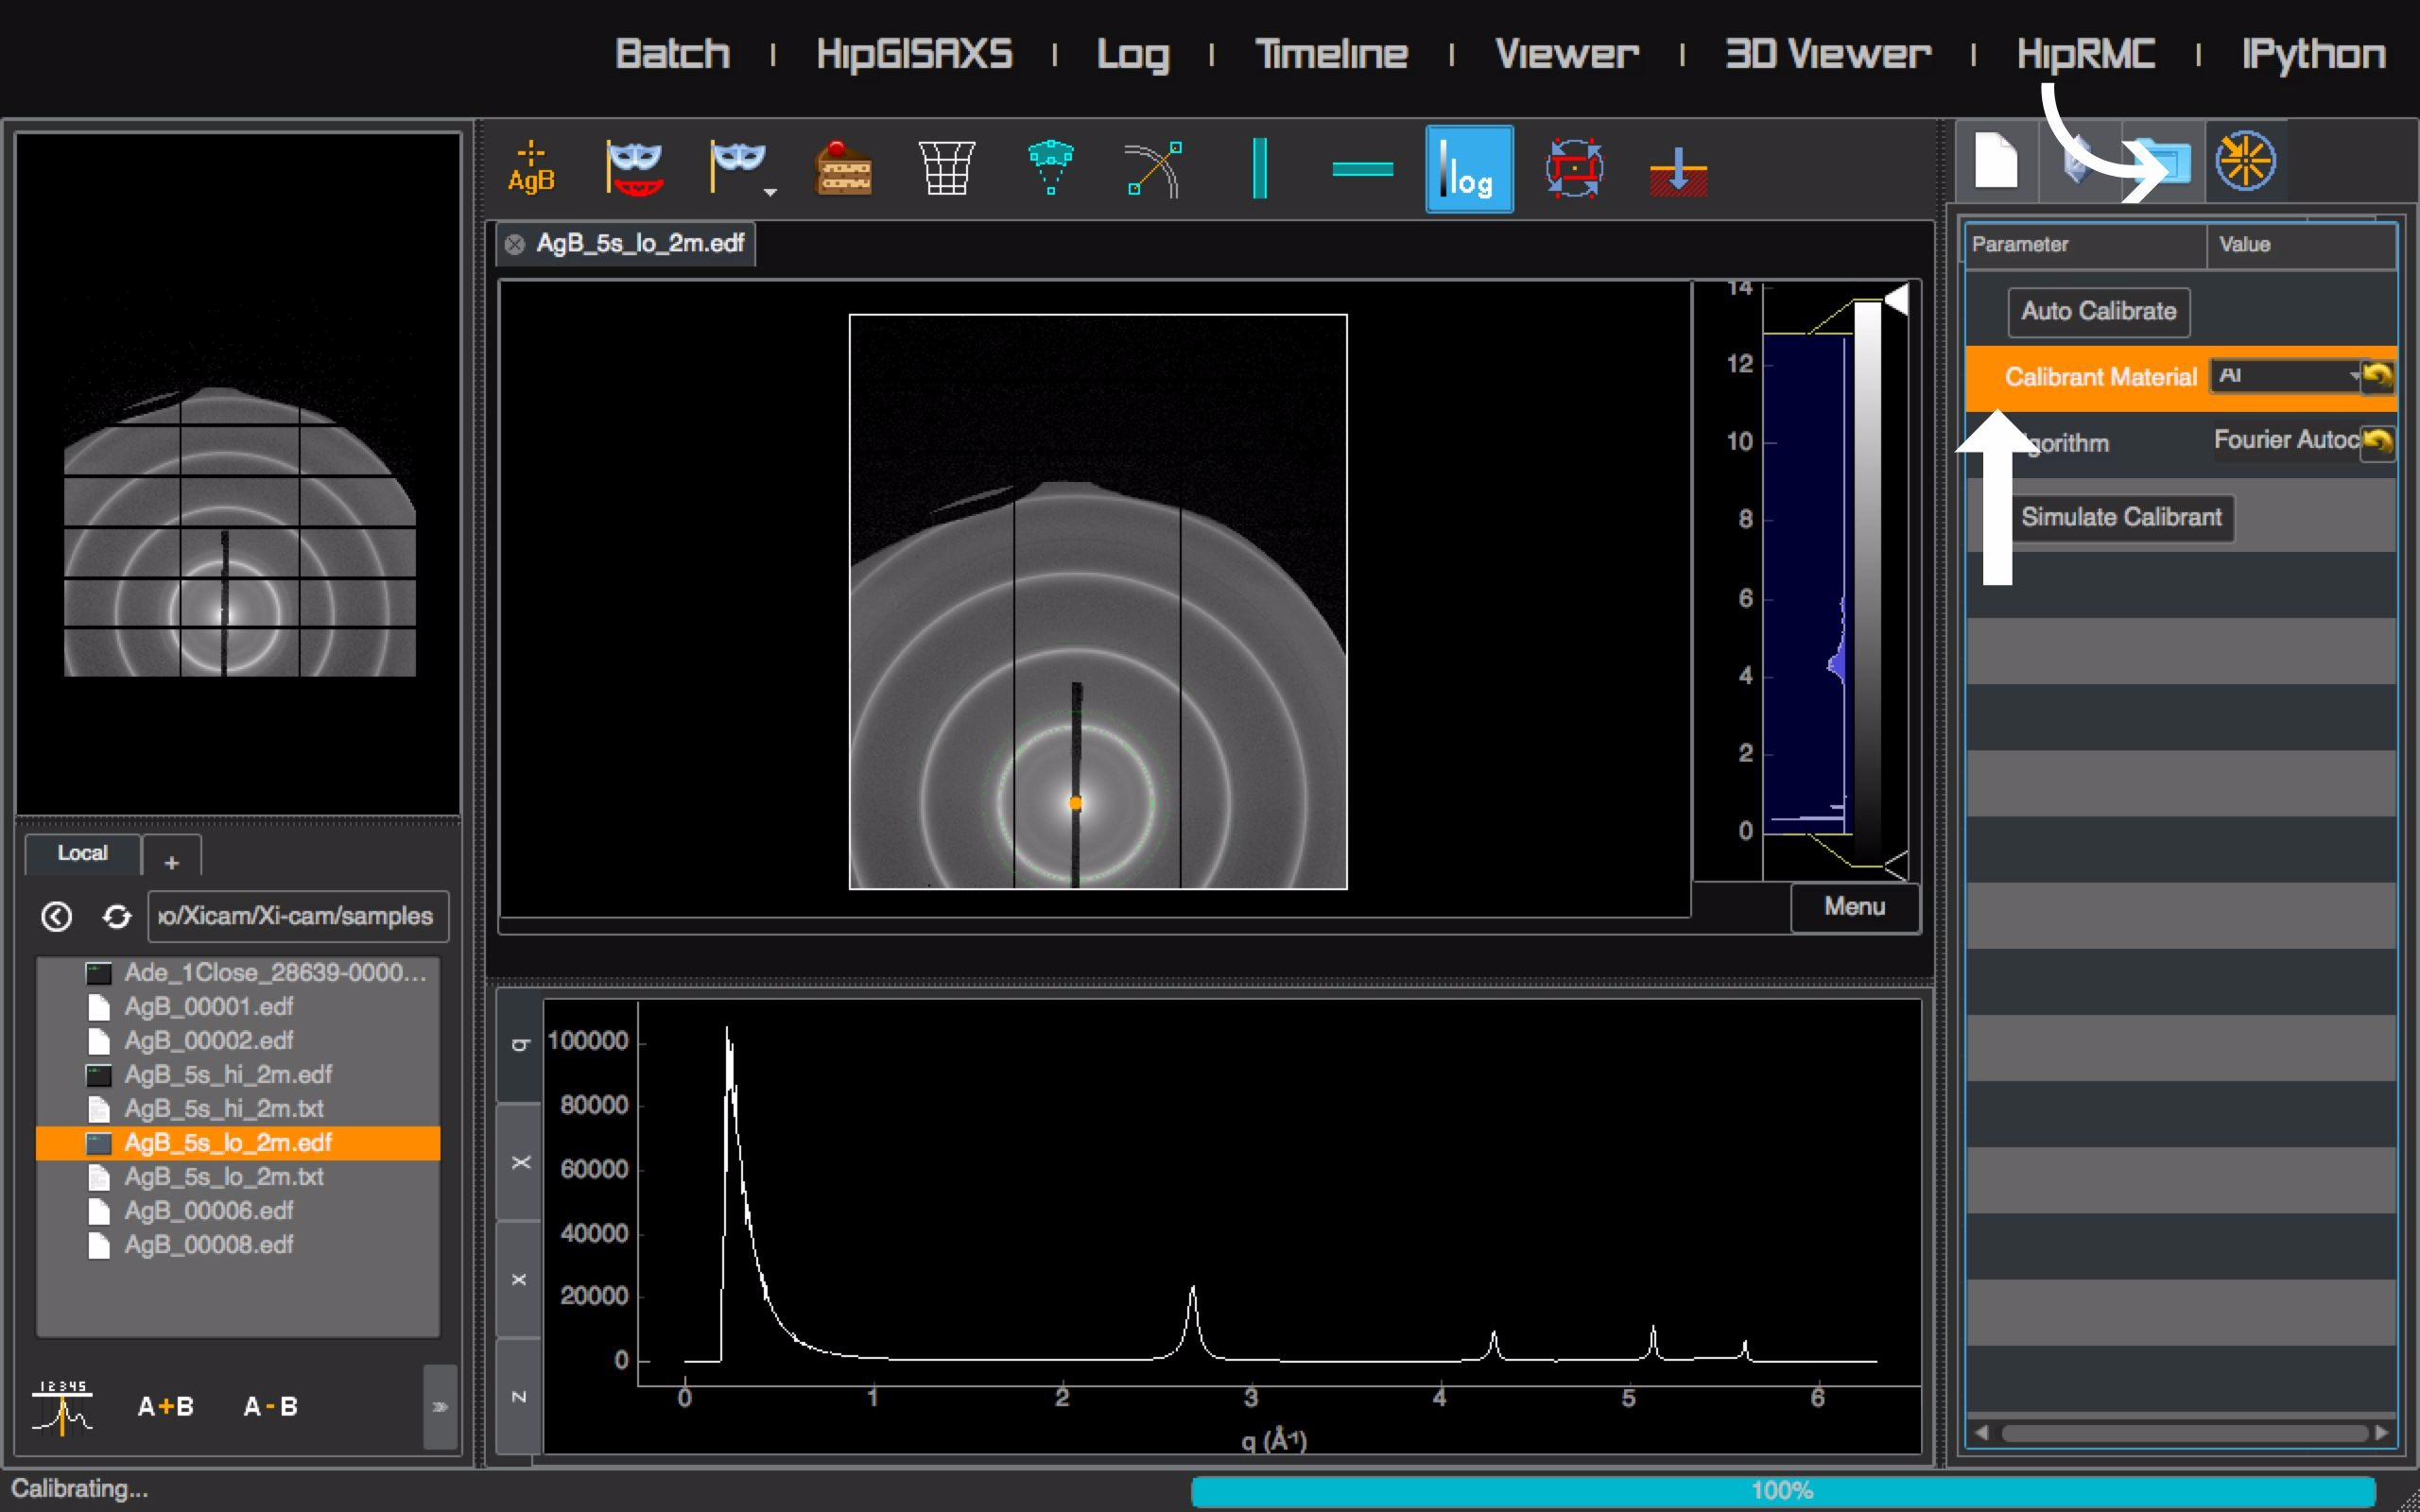 Batch | HipGISAXS | Log | Timeline | Viewer | 3D Viewer | HipRMC | IPython
AgB
log
AgB_5s_lo_2m.edf
14
12
10
8
6
4
2
0
Menu
Parameter Value
Auto Calibrate
Calibrant Material Al
gorithm Fourier Autoc
Simulate Calibrant
Local +
o/Xicam/Xi-cam/samples
Ade_1Close_28639-0000...
AgB_00001.edf
AgB_00002.edf
AgB_5s_hi_2m.edf
AgB_5s_hi_2m.txt
AgB_5s_lo_2m.edf
AgB_5s_lo_2m.txt
AgB_00006.edf
AgB_00008.edf
12345
A+B A-B »
q
X
x
z
100000
80000
60000
40000
20000
0
0 1 2 3 4 5 6
q (Å⁻¹)
Calibrating... 100%